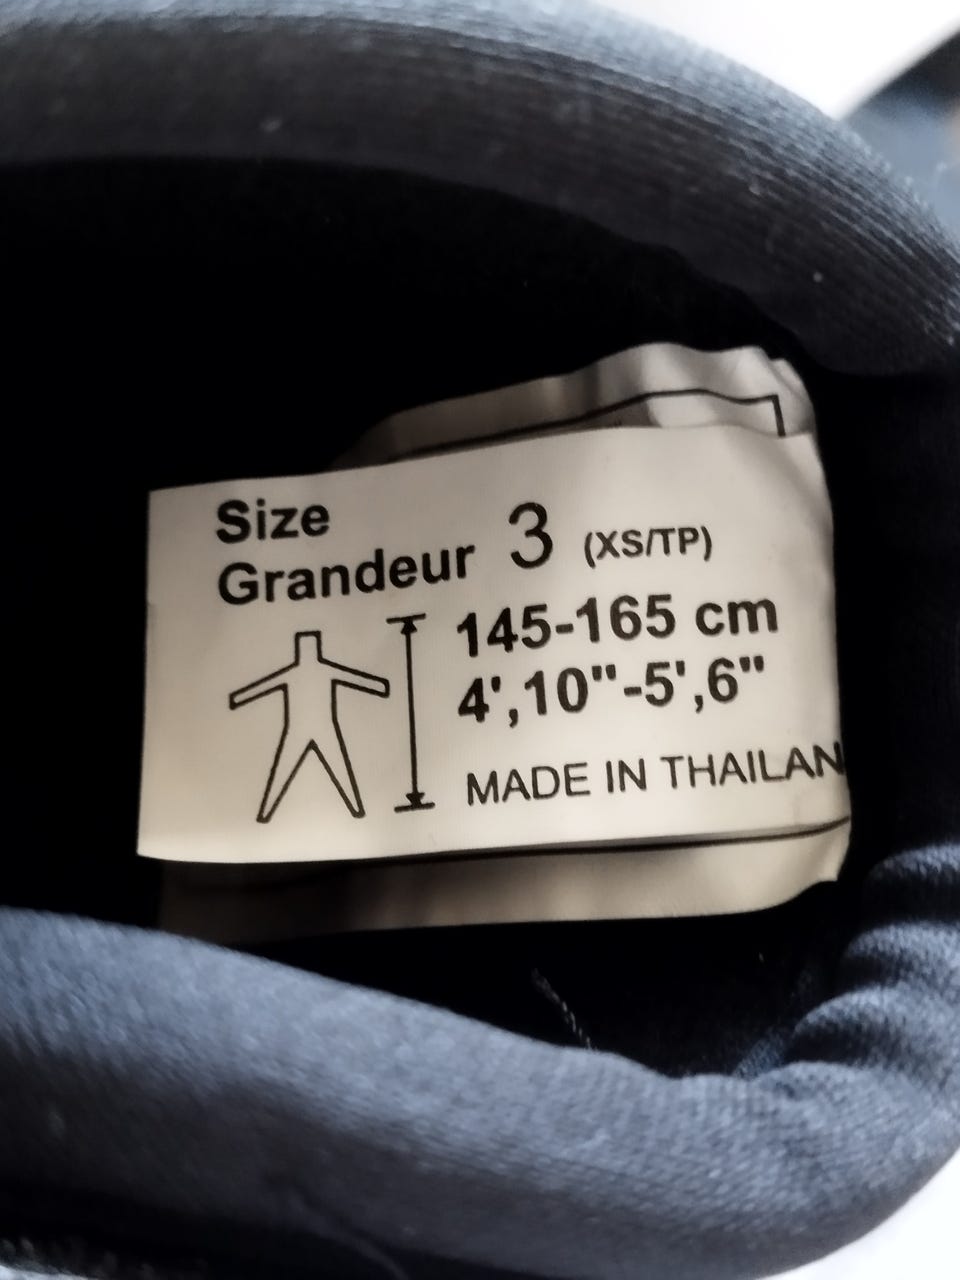 Size
Grandeur 3 (XS/TP)
145-165 cm
4',10"-5',6"
MADE IN THAILAN